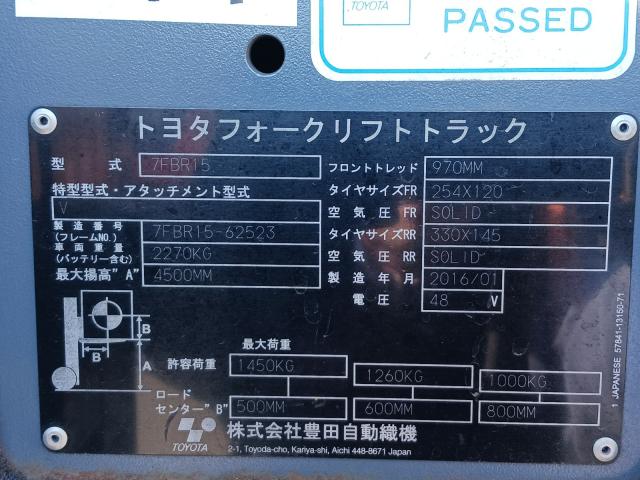 TOYOTA
PASSED
トヨタフォークリフトトラック
型式 7FBR15
特型型式・アタッチメント型式
V
製造番号
(フレームNO.) 7FBR15-62523
車両重量
(バッテリー含む) 2270KG
最大揚高"A" 4500MM
フロントトレッド 970MM
タイヤサイズFR 254X120
空気圧 FR SOLID
タイヤサイズRR 330X145
空気圧 RR SOLID
製造年月 2016/01
電圧 48 V
B
B
A
最大荷重
許容荷重 1450KG 1260KG 1000KG
ロード
センター"B" 500MM 600MM 800MM
TOYOTA
株式会社豊田自動織機
2-1, Toyoda-cho, Kariya-shi, Aichi 448-8671 Japan
1 JAPANESE 57841-13150-71